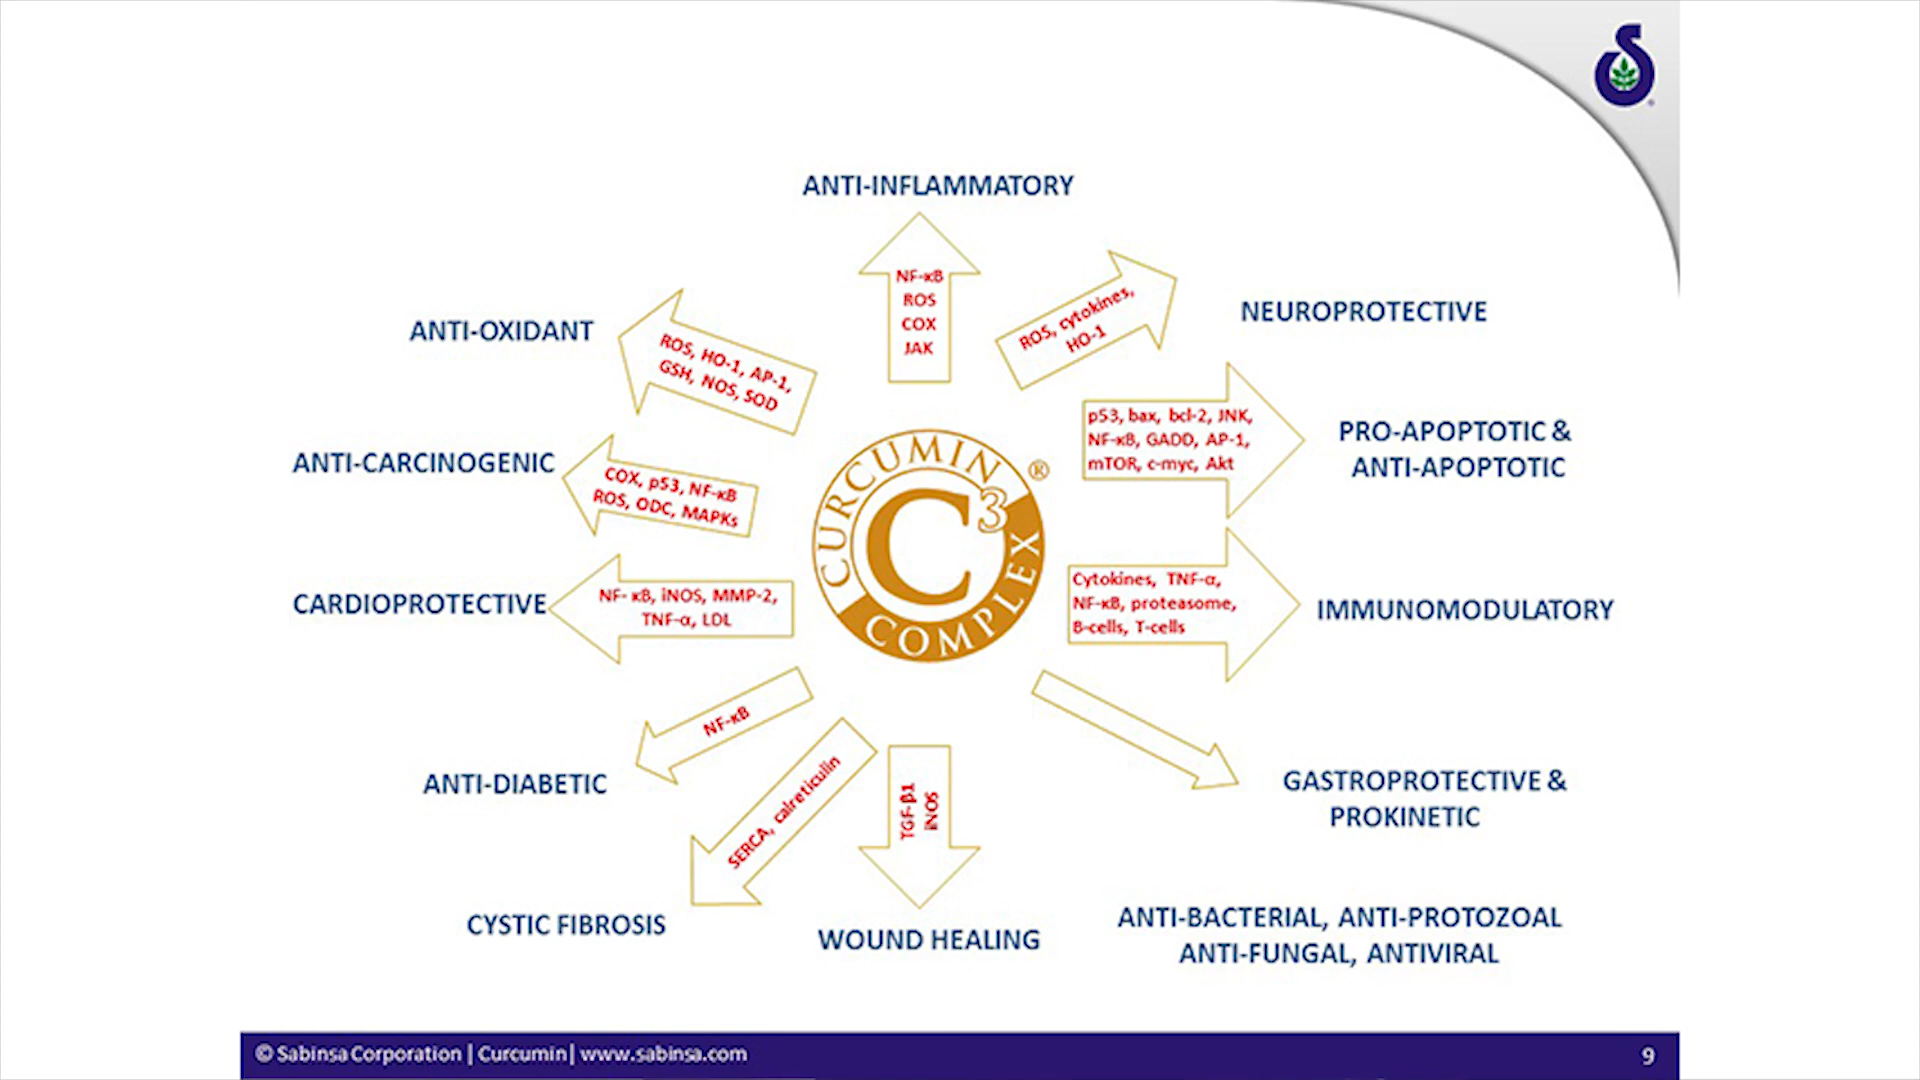 ANTI-INFLAMMATORY
NF-κB
ROS
COX
JAK
ROS, cytokines,
HO-1
NEUROPROTECTIVE
ANTI-OXIDANT
ROS, HO-1, AP-1,
GSH, NOS, SOD
p53, bax, bcl-2, JNK,
NF-κB, GADD, AP-1,
mTOR, c-myc, Akt
PRO-APOPTOTIC &
ANTI-APOPTOTIC
ANTI-CARCINOGENIC
COX, p53, NF-κB
ROS, ODC, MAPKs
CURCUMIN
C3
COMPLEX
®
CARDIOPROTECTIVE
NF- κB, iNOS, MMP-2,
TNF-α, LDL
Cytokines, TNF-α,
NF-κB, proteasome,
B-cells, T-cells
IMMUNOMODULATORY
NF-κB
ANTI-DIABETIC
SERCA, calreticulin
CYSTIC FIBROSIS
TGF-β1
iNOS
WOUND HEALING
GASTROPROTECTIVE &
PROKINETIC
ANTI-BACTERIAL, ANTI-PROTOZOAL
ANTI-FUNGAL, ANTIVIRAL
© Sabinsa Corporation | Curcumin| www.sabinsa.com
9